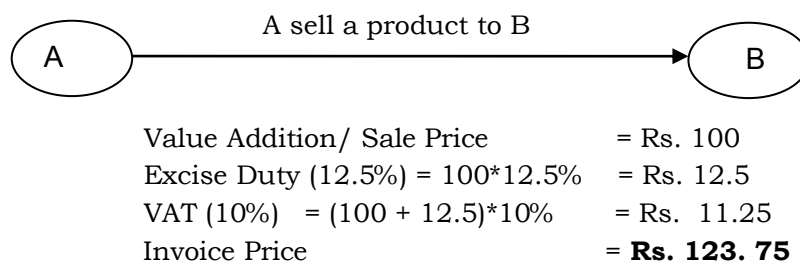 A sell a product to B
A
B
Value Addition/ Sale Price = Rs. 100
Excise Duty (12.5%) = 100*12.5% = Rs. 12.5
VAT (10%) = (100 + 12.5)*10% = Rs. 11.25
Invoice Price = Rs. 123. 75